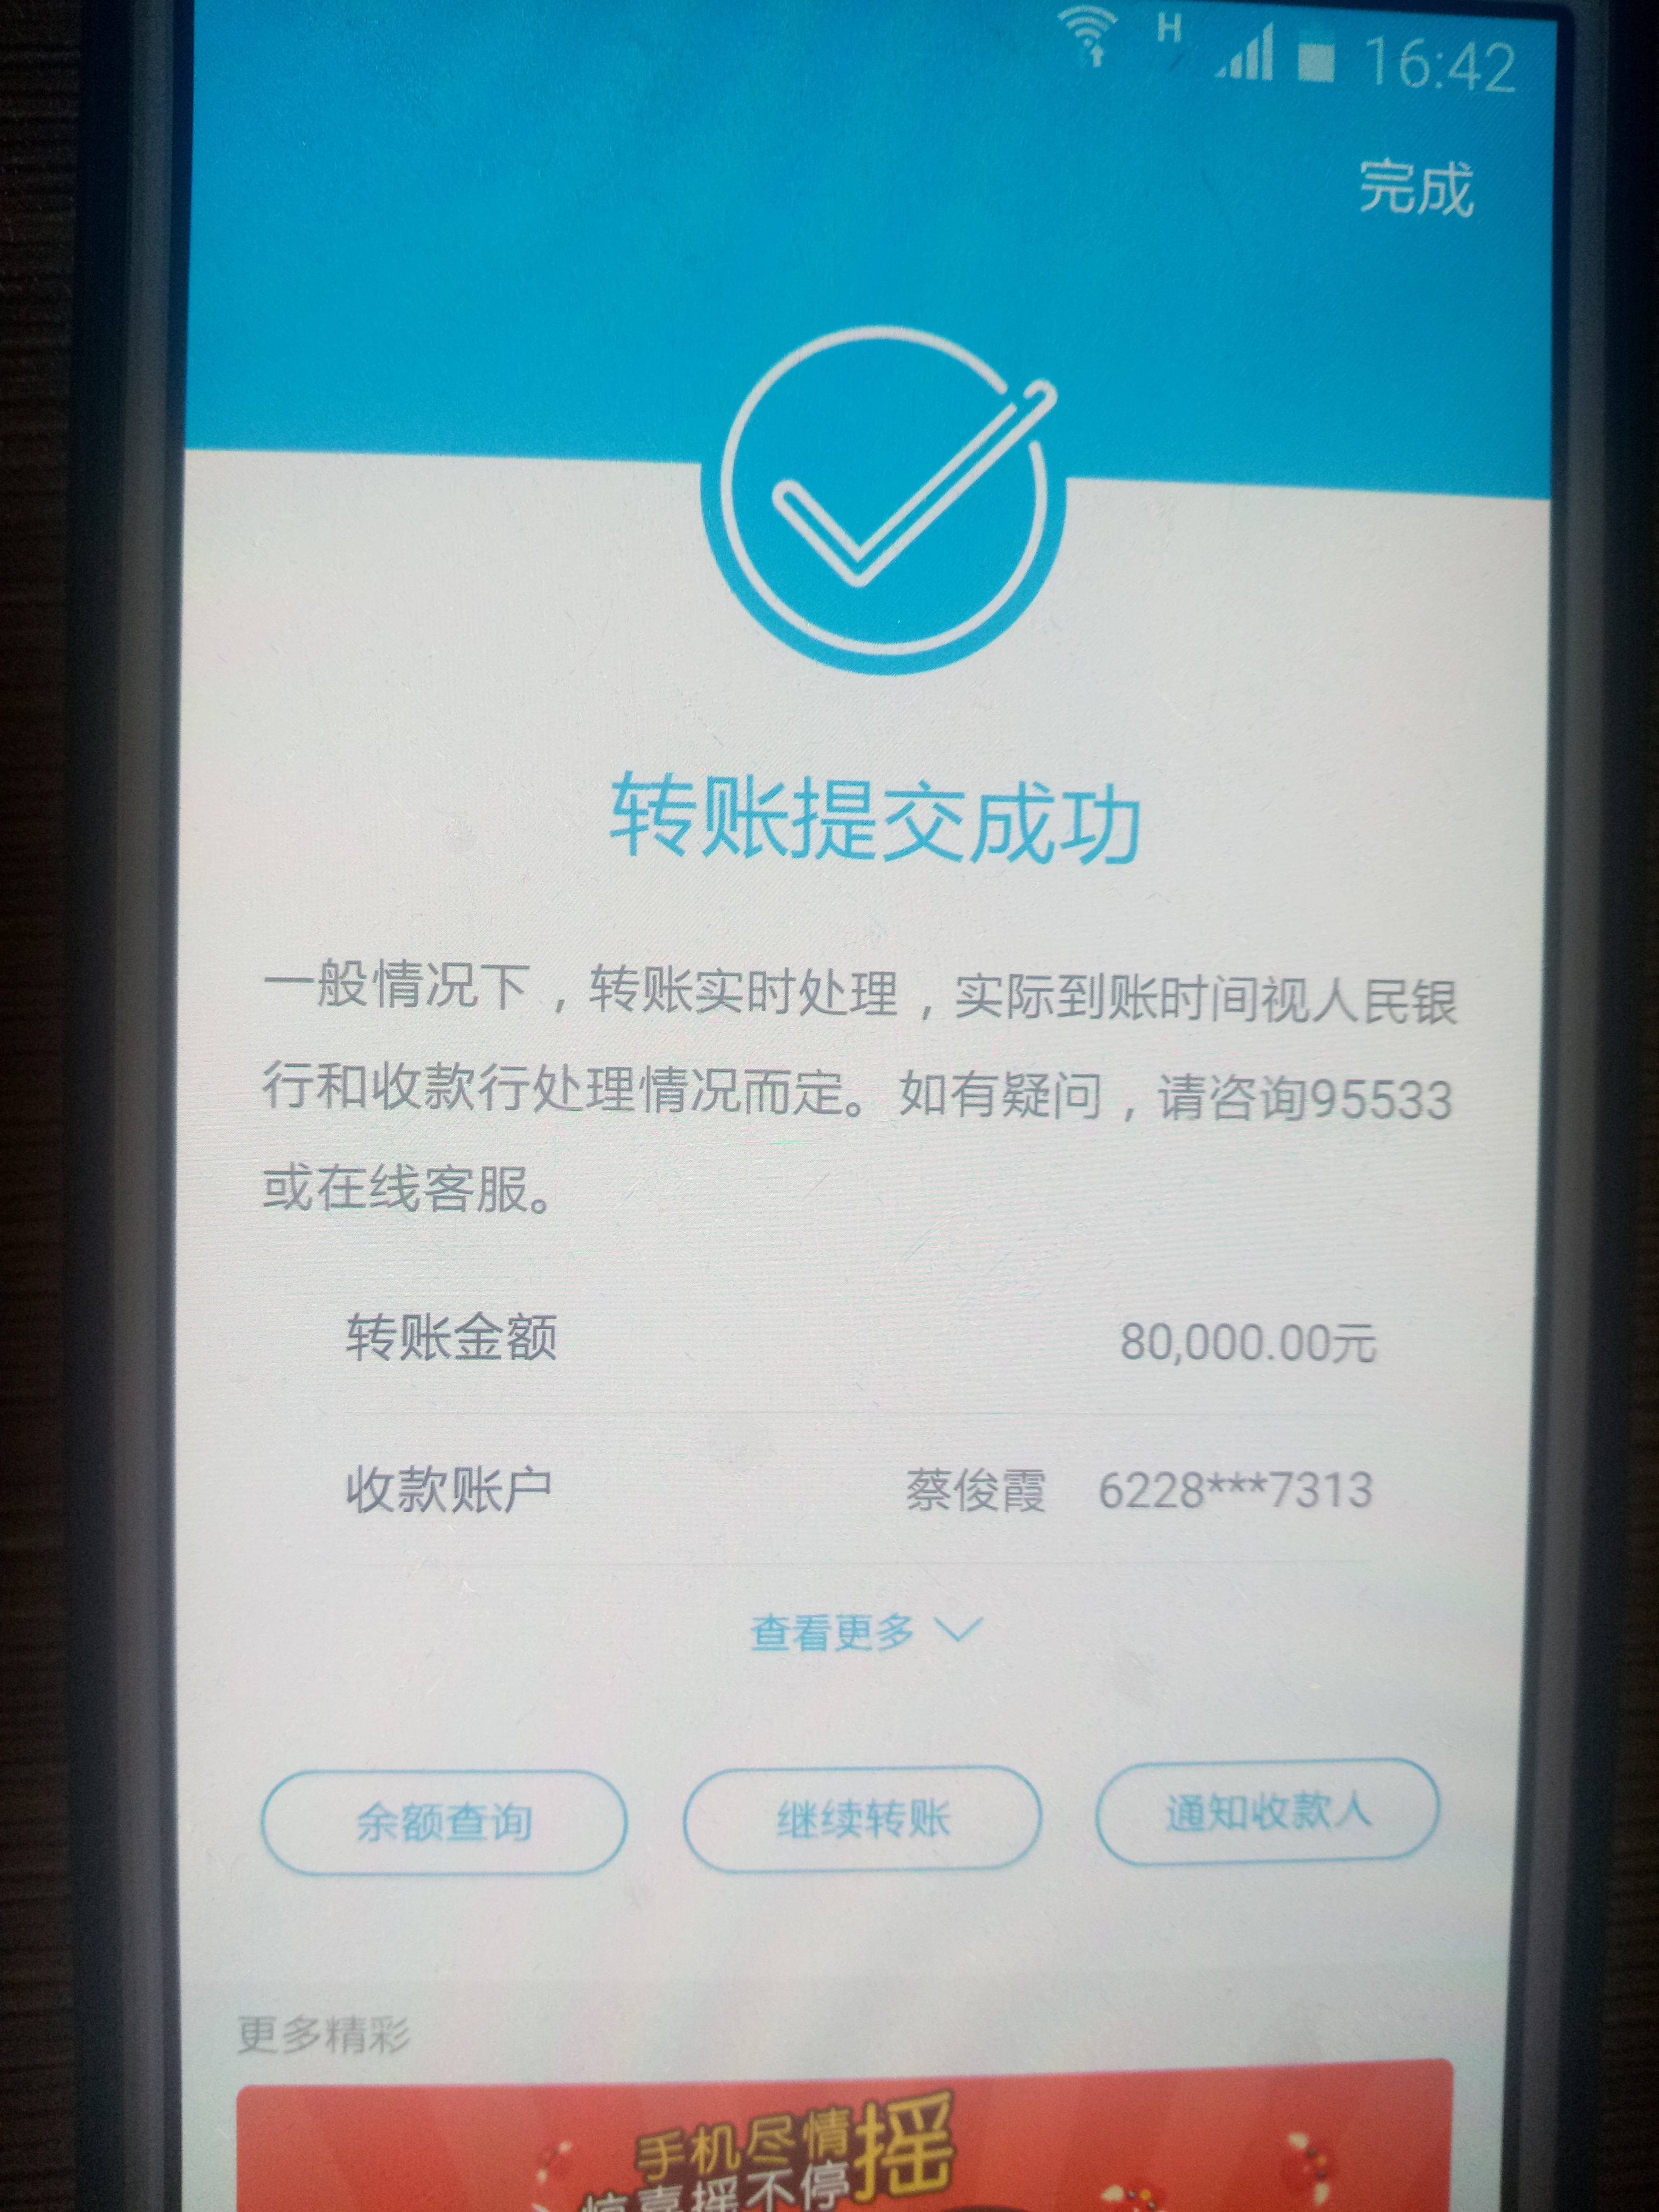 H 16:42
完成
转账提交成功
一般情况下，转账实时处理，实际到账时间视人民银
行和收款行处理情况而定。如有疑问，请咨询95533
或在线客服。
转账金额 80,000.00元
收款账户 蔡俊霞 6228***7313
查看更多
余额查询 继续转账 通知收款人
更多精彩
手机尽情摇
惊喜摇不停